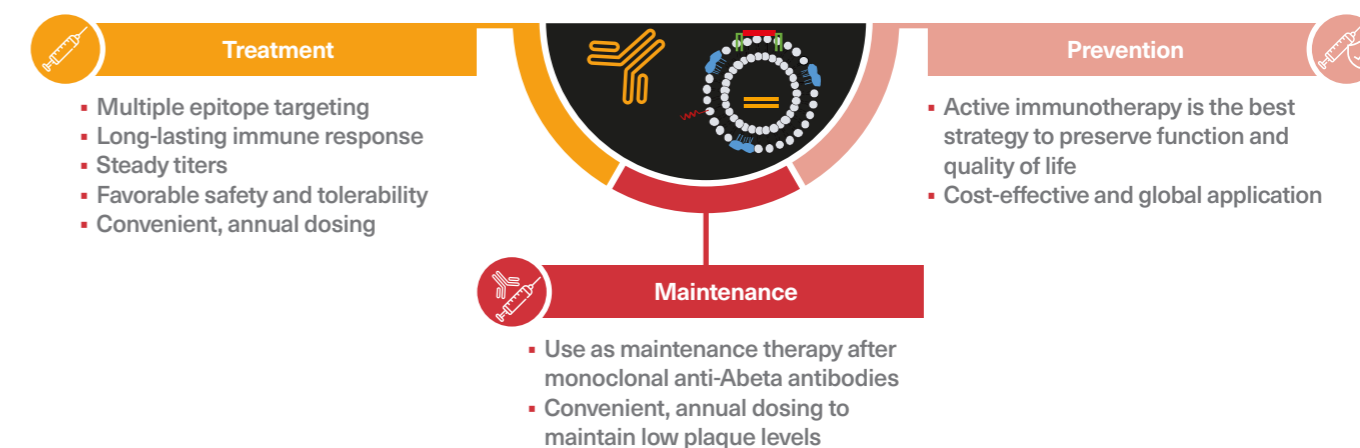 Treatment
▪ Multiple epitope targeting
▪ Long-lasting immune response
▪ Steady titers
▪ Favorable safety and tolerability
▪ Convenient, annual dosing
Prevention
▪ Active immunotherapy is the best
strategy to preserve function and
quality of life
▪ Cost-effective and global application
Maintenance
▪ Use as maintenance therapy after
monoclonal anti-Abeta antibodies
▪ Convenient, annual dosing to
maintain low plaque levels